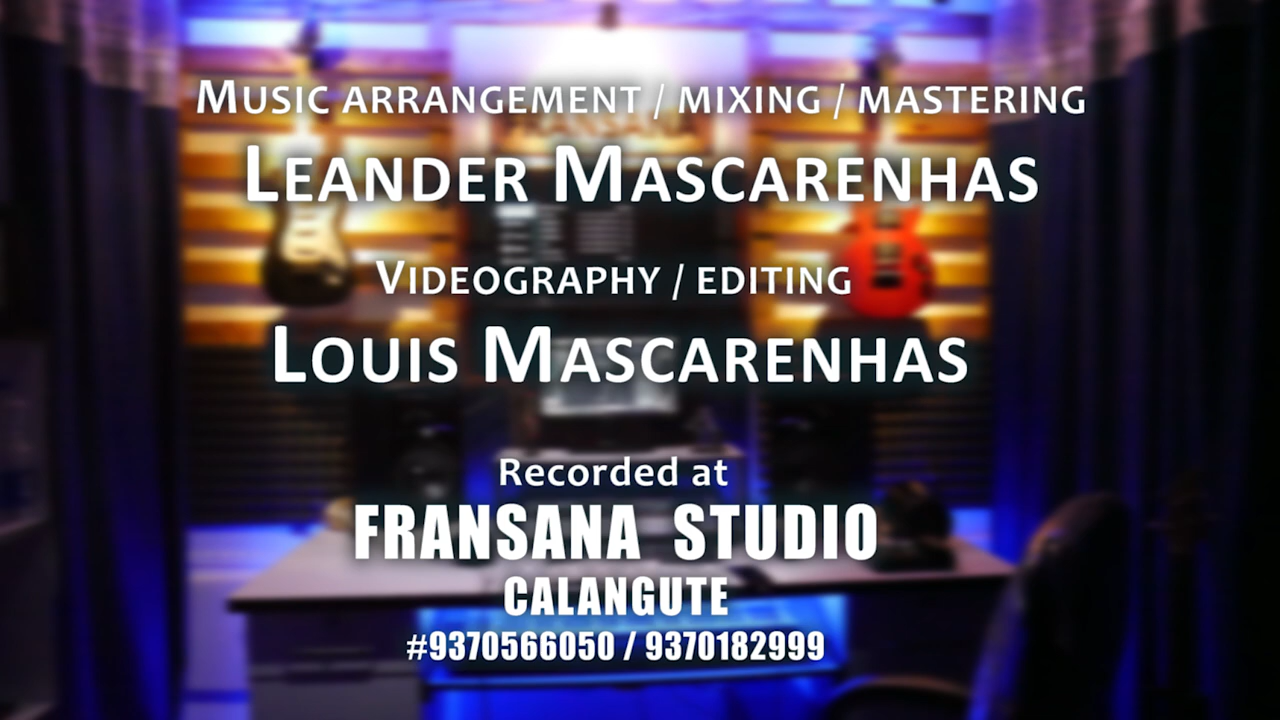 Music arrangement / mixing / mastering
Leander Mascarenhas
Videography / editing
Louis Mascarenhas
Recorded at
FRANSANA STUDIO
CALANGUTE
#9370566050 / 9370182999